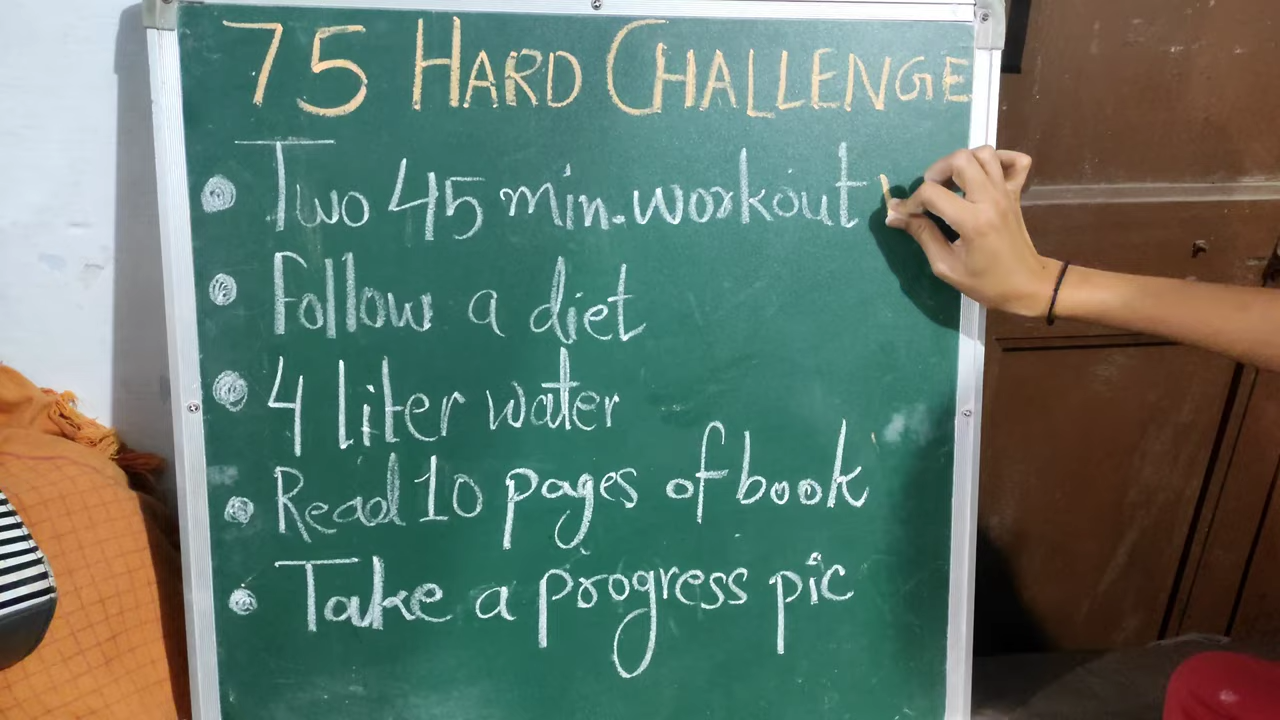 75 HARD CHALLENGE
• Two 45 min. workout
• Follow a diet
• 4 liter water
• Read 10 pages of book
• Take a progress pic